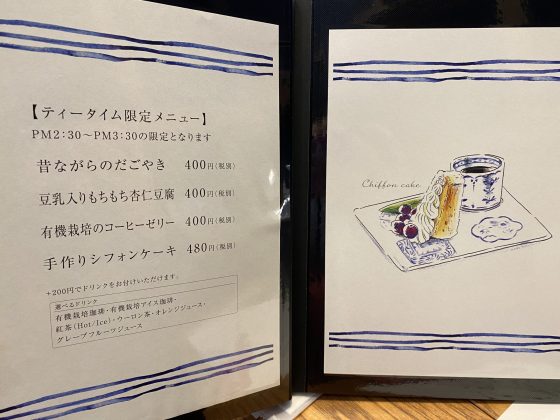 【ティータイム限定メニュー】
PM2:30～PM3:30の限定となります
昔ながらのだごやき 400円(税別)
豆乳入りもちもち杏仁豆腐 400円(税別)
有機栽培のコーヒーゼリー 400円(税別)
手作りシフォンケーキ 480円(税別)
+200円でドリンクをお付けいただけます。
選べるドリンク
有機栽培珈琲・有機栽培アイス珈琲・
紅茶(Hot/Ice)・ウーロン茶・オレンジジュース・
グレープフルーツジュース
Chiffon cake